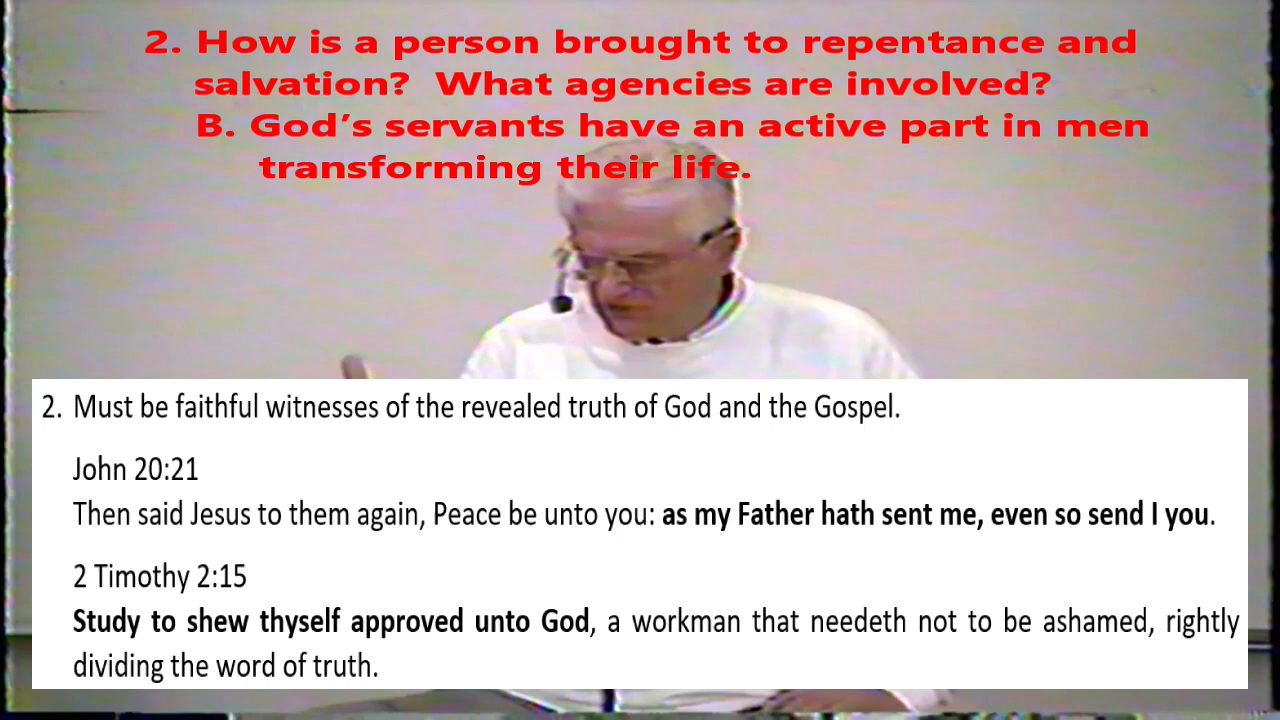 2. How is a person brought to repentance and
salvation? What agencies are involved?
B. God’s servants have an active part in men
transforming their life.
2. Must be faithful witnesses of the revealed truth of God and the Gospel.
John 20:21
Then said Jesus to them again, Peace be unto you: as my Father hath sent me, even so send I you.
2 Timothy 2:15
Study to shew thyself approved unto God, a workman that needeth not to be ashamed, rightly
dividing the word of truth.